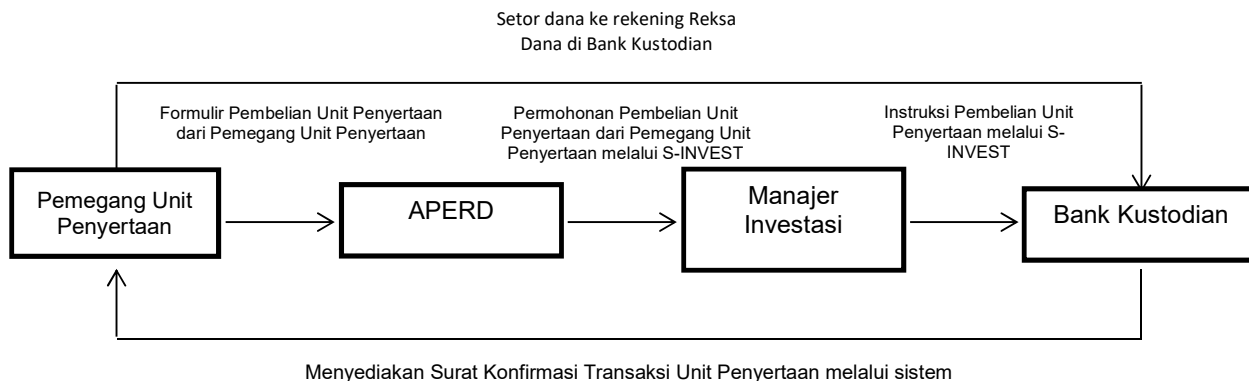 Setor dana ke rekening Reksa
Dana di Bank Kustodian
Formulir Pembelian Unit Penyertaan
dari Pemegang Unit Penyertaan
Permohonan Pembelian Unit
Penyertaan dari Pemegang Unit
Penyertaan melalui S-INVEST
Instruksi Pembelian Unit
Penyertaan melalui S-
INVEST
Pemegang Unit
Penyertaan
APERD
Manajer
Investasi
Bank Kustodian
Menyediakan Surat Konfirmasi Transaksi Unit Penyertaan melalui sistem